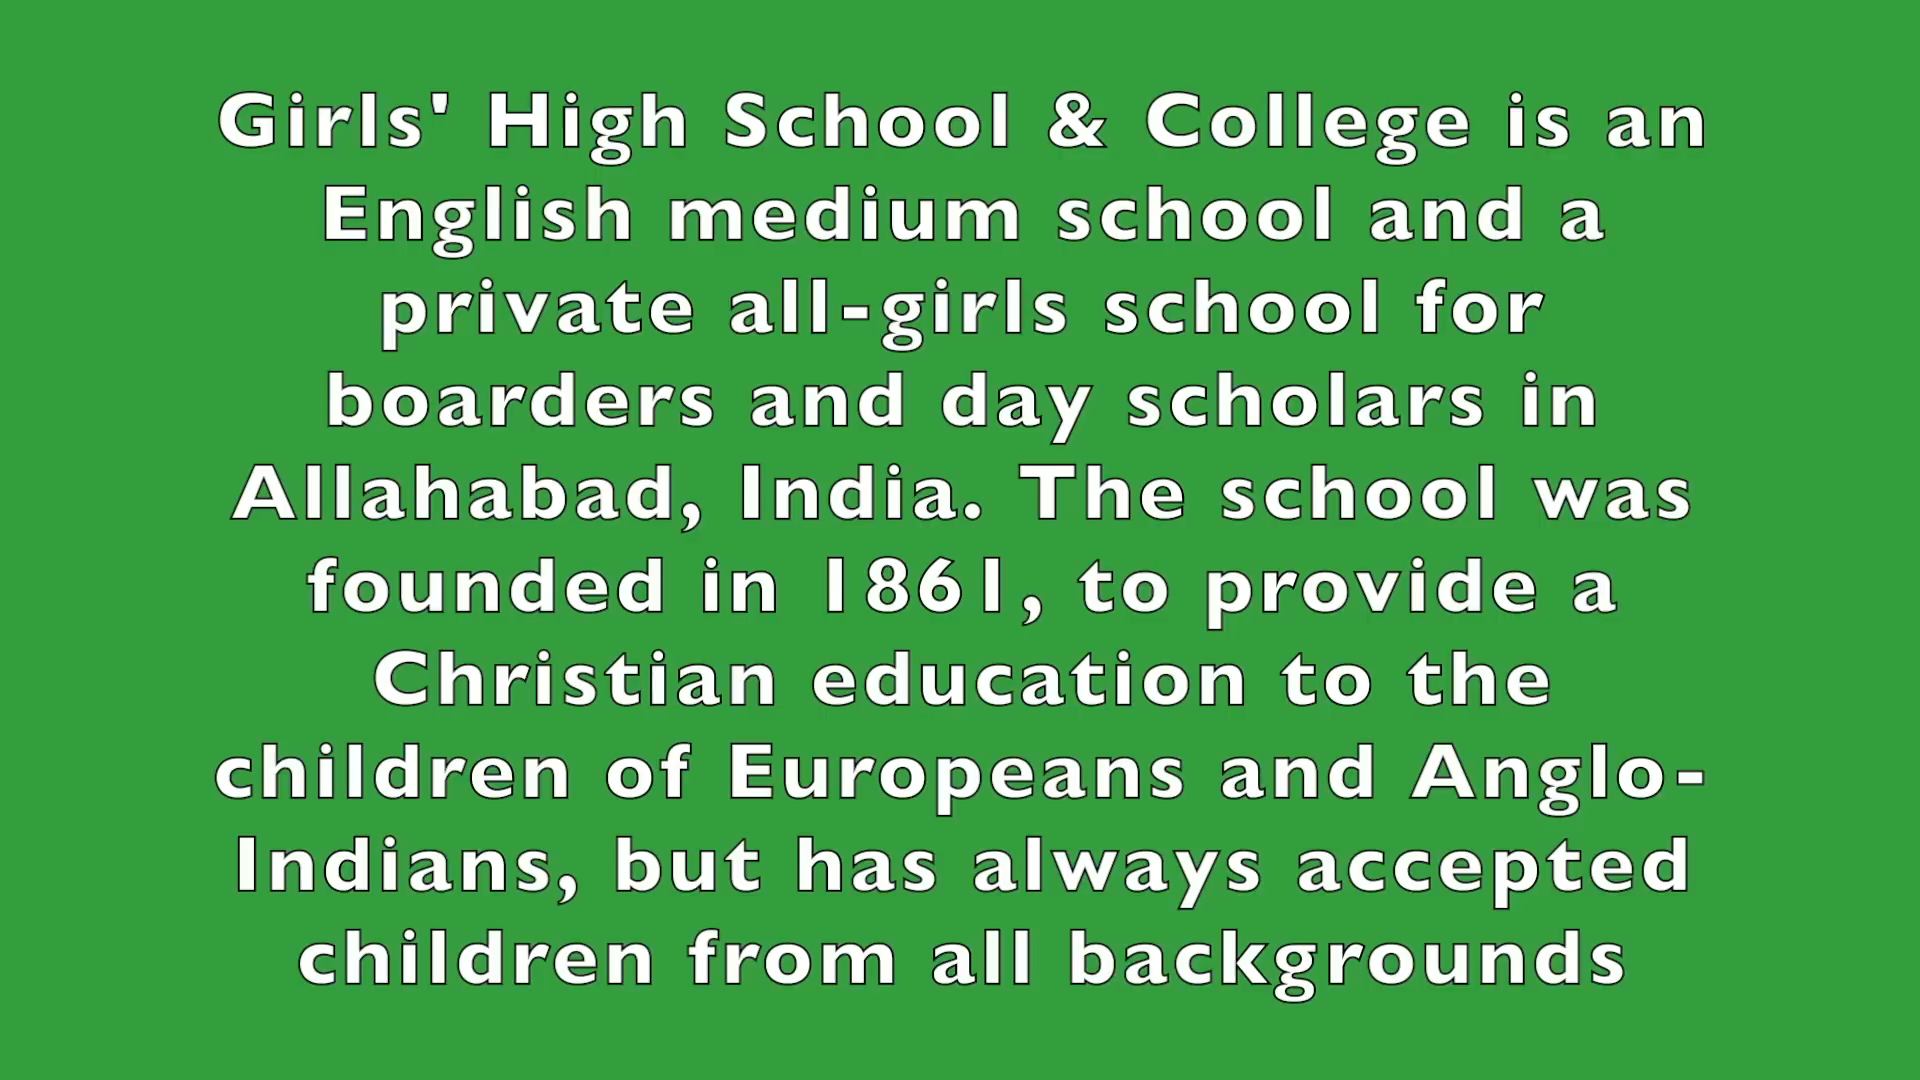 Girls' High School & College is an
English medium school and a
private all-girls school for
boarders and day scholars in
Allahabad, India. The school was
founded in 1861, to provide a
Christian education to the
children of Europeans and Anglo-
Indians, but has always accepted
children from all backgrounds